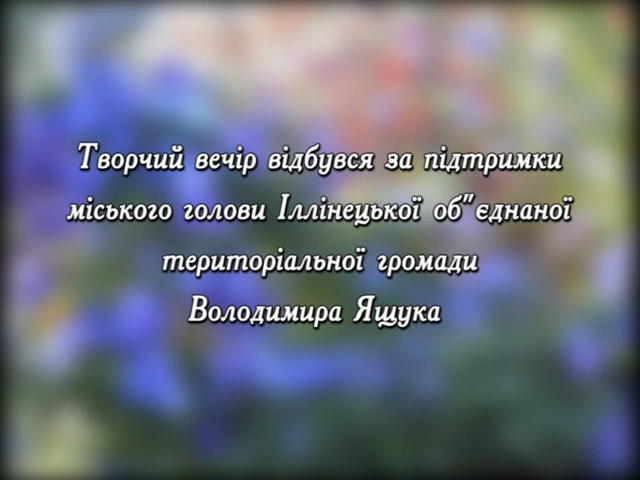 Творчий вечір відбувся за підтримки
міського голови Іллінецької об"єднаної
територіальної громади
Володимира Ящука